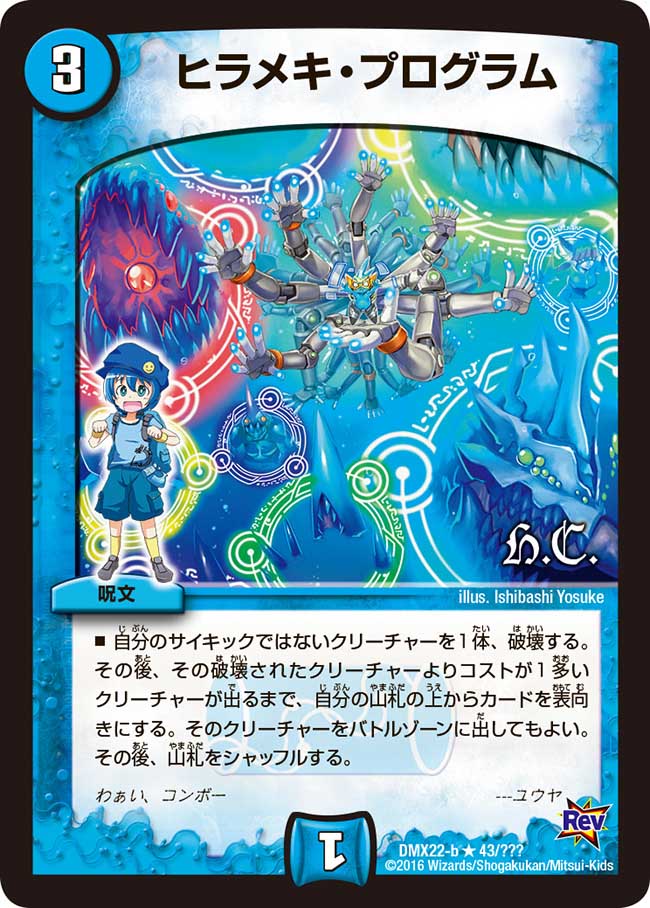 3
ヒラメキ・プログラム
H.C.
呪文
illus. Ishibashi Yosuke
■ 自分のサイキックではないクリーチャーを1体、破壊する。
その後、その破壊されたクリーチャーよりコストが1多い
クリーチャーが出るまで、自分の山札の上からカードを表向
きにする。そのクリーチャーをバトルゾーンに出してもよい。
その後、山札をシャッフルする。
わぁい、コンボー ---ユウヤ
Rev
1
DMX22-b★43/???
©2016 Wizards/Shogakukan/Mitsui-Kids